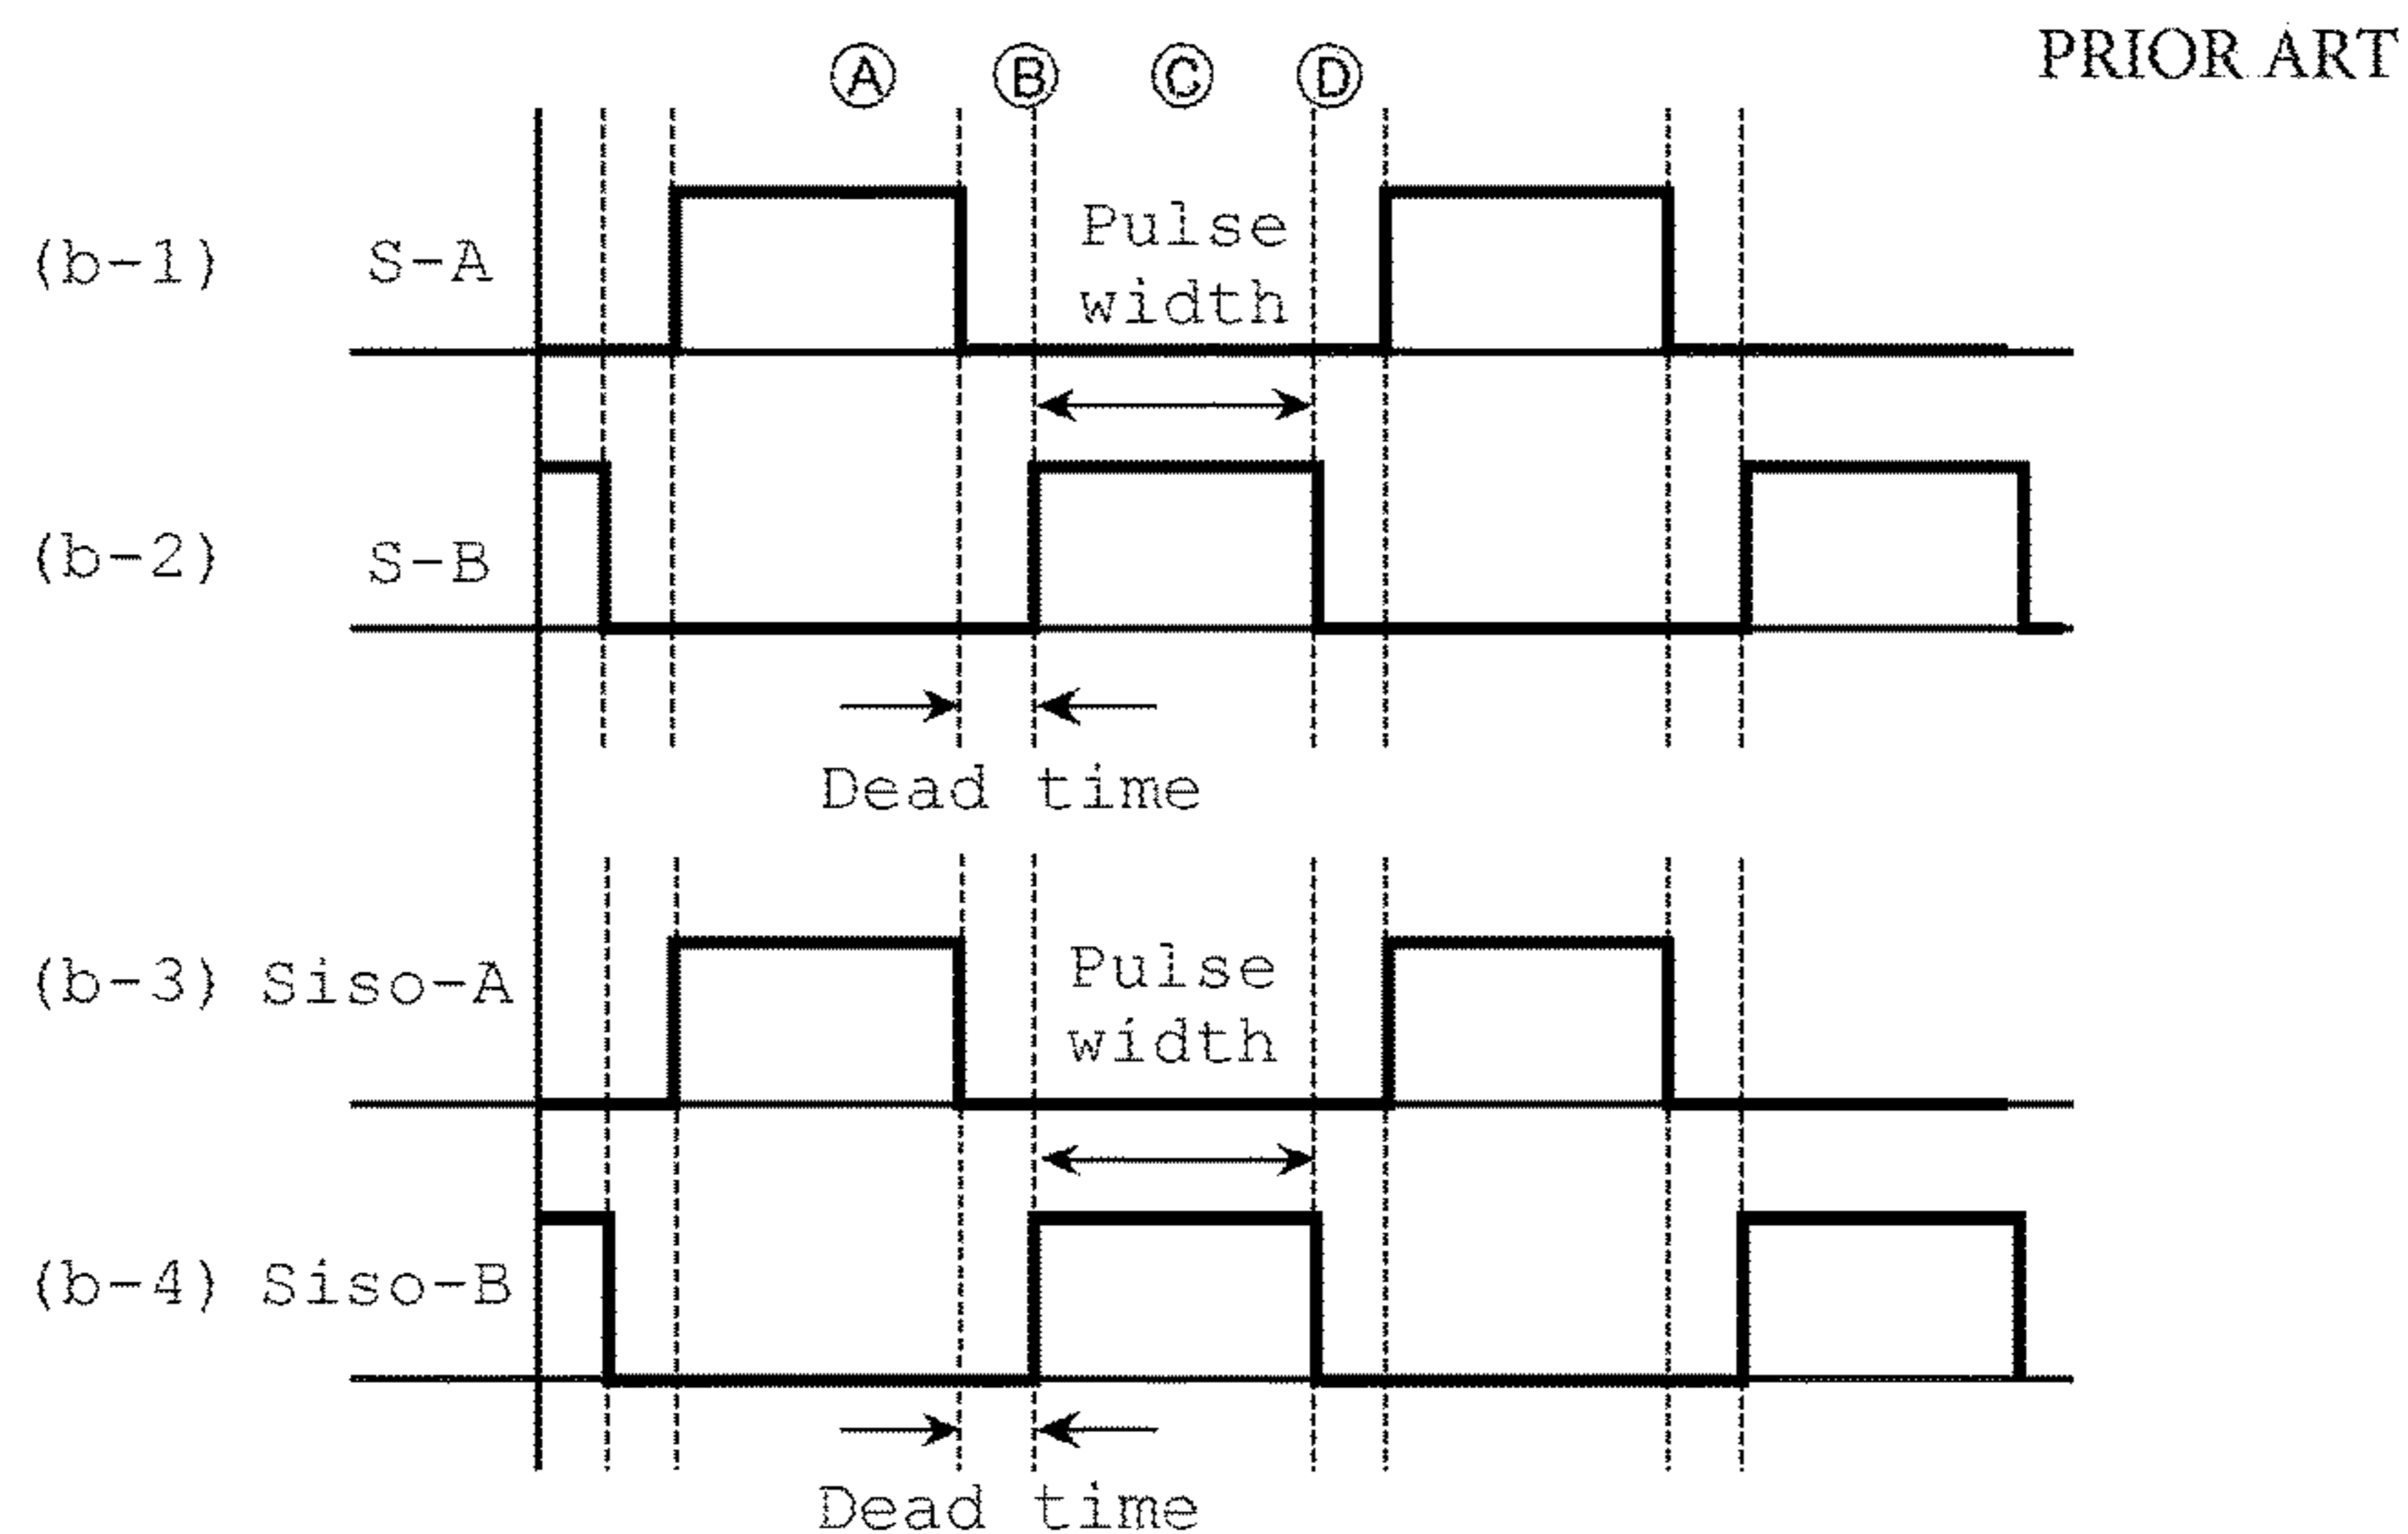 PRIOR ART
Ⓐ Ⓑ Ⓒ Ⓓ
(b-1) S-A
Pulse
width
(b-2) S-B
Dead time
(b-3) Siso-A
Pulse
width
(b-4) Siso-B
Dead time